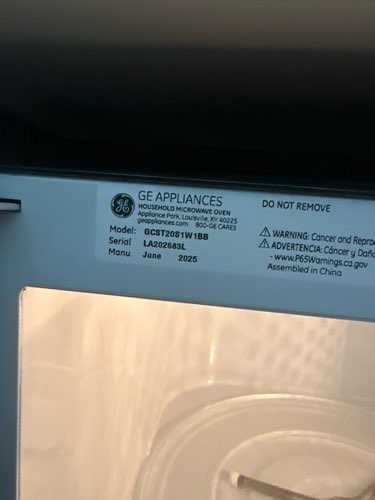 GE APPLIANCES
HOUSEHOLD MICROWAVE OVEN
Appliance Park, Louisville, KY 40225
geappliances.com 800-GE CARES
Model: GCST20S1W1BB
Serial LA202683L
Manu June 2025
DO NOT REMOVE
⚠ WARNING: Cancer and Repro
⚠ ADVERTENCIA: Cáncer y Daño
- www.P65Warnings.ca.gov
Assembled in China